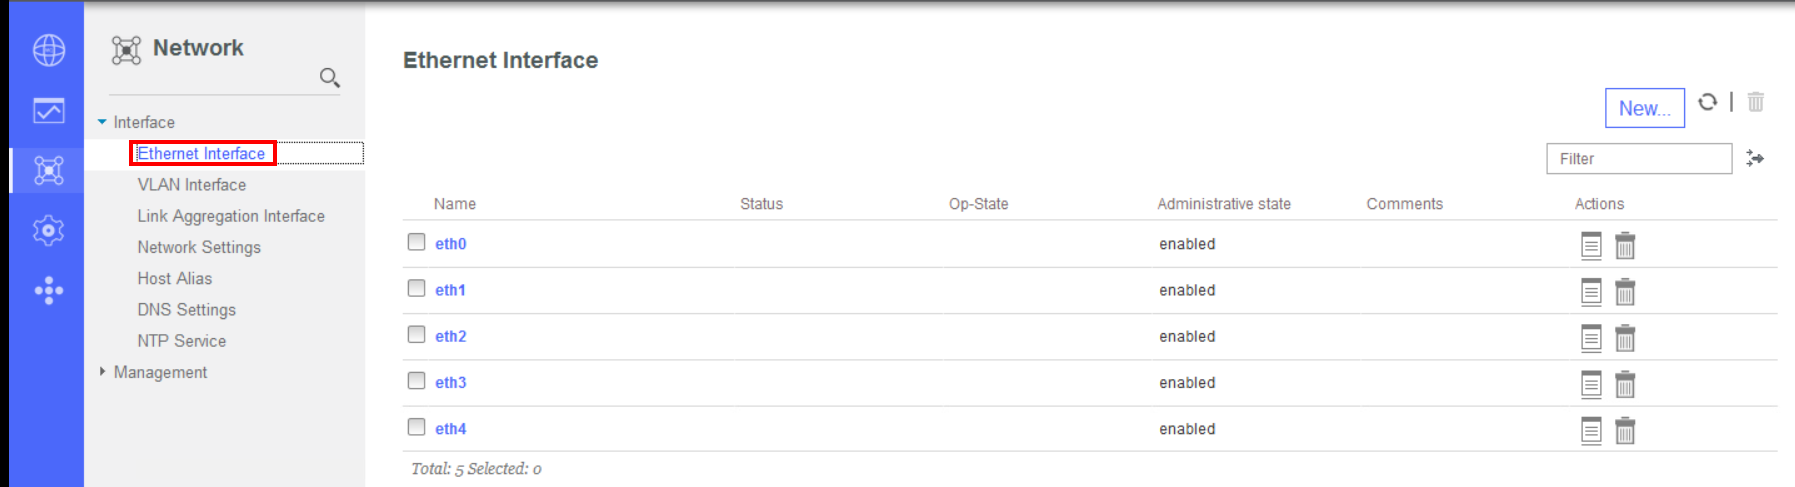 Network
Interface
Ethernet Interface
VLAN Interface
Link Aggregation Interface
Network Settings
Host Alias
DNS Settings
NTP Service
Management
Ethernet Interface
New...
Filter
Name Status Op-State Administrative state Comments Actions
eth0 enabled
eth1 enabled
eth2 enabled
eth3 enabled
eth4 enabled
Total: 5 Selected: 0